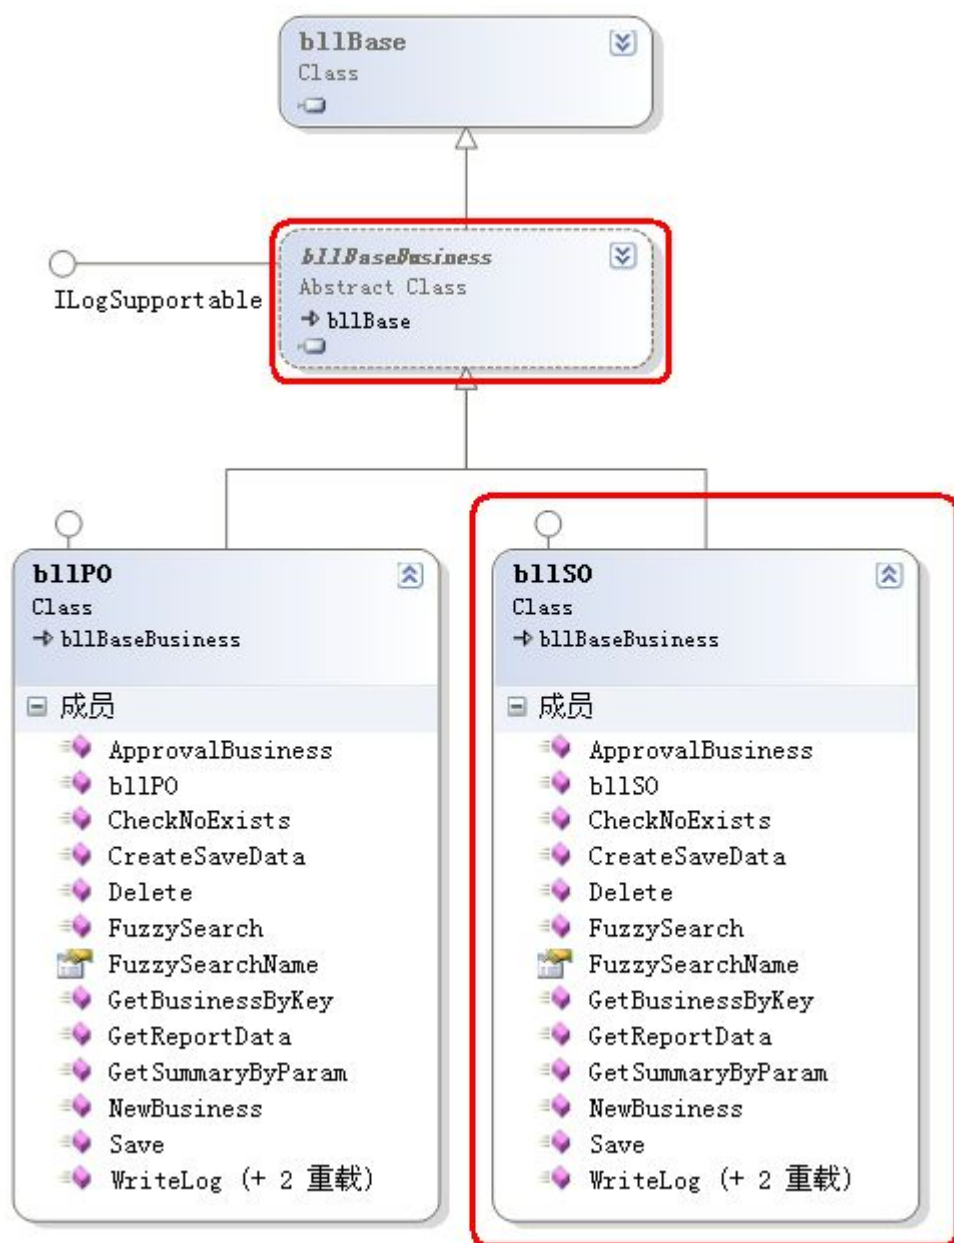 bllBase
Class
bllBaseBusiness
Abstract Class
bllBase
ILogSupportable
bllPO
Class
bllBaseBusiness
成员
ApprovalBusiness
bllPO
CheckNoExists
CreateSaveData
Delete
FuzzySearch
FuzzySearchName
GetBusinessByKey
GetReportData
GetSummaryByParam
NewBusiness
Save
WriteLog (+ 2 重载)
bllSO
Class
bllBaseBusiness
成员
ApprovalBusiness
bllSO
CheckNoExists
CreateSaveData
Delete
FuzzySearch
FuzzySearchName
GetBusinessByKey
GetReportData
GetSummaryByParam
NewBusiness
Save
WriteLog (+ 2 重载)